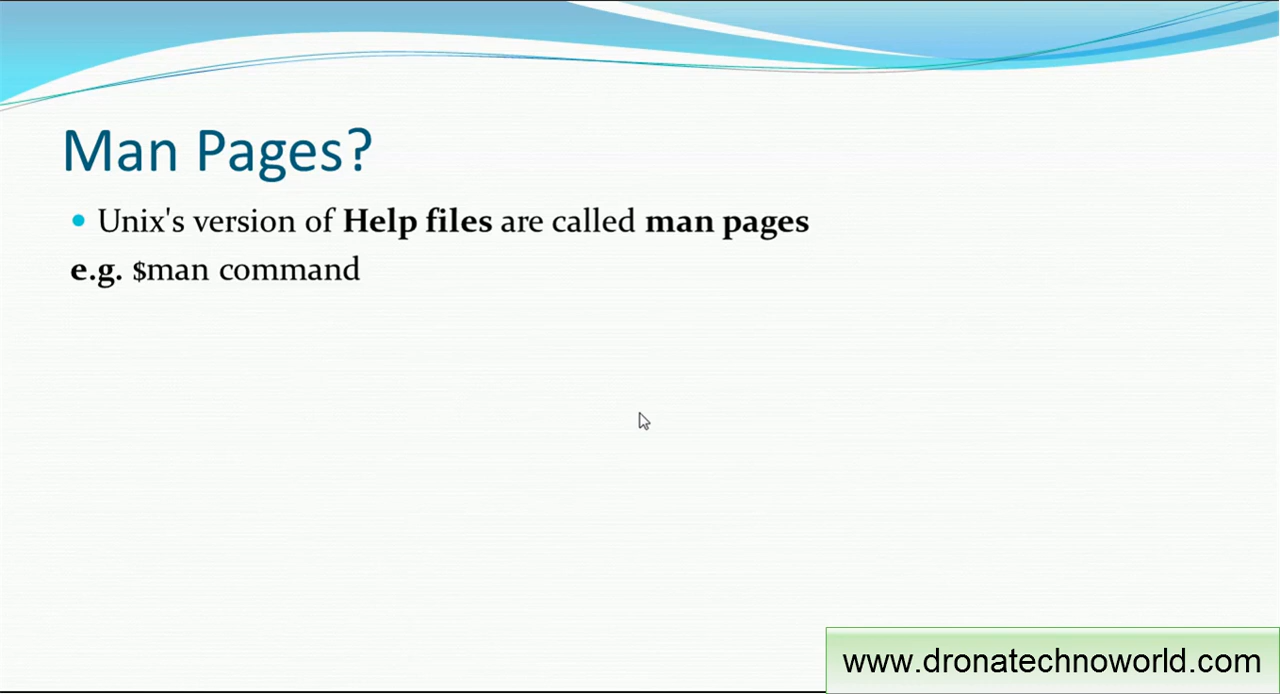 Man Pages?
Unix's version of Help files are called man pages
e.g. $man command
www.dronatechnoworld.com